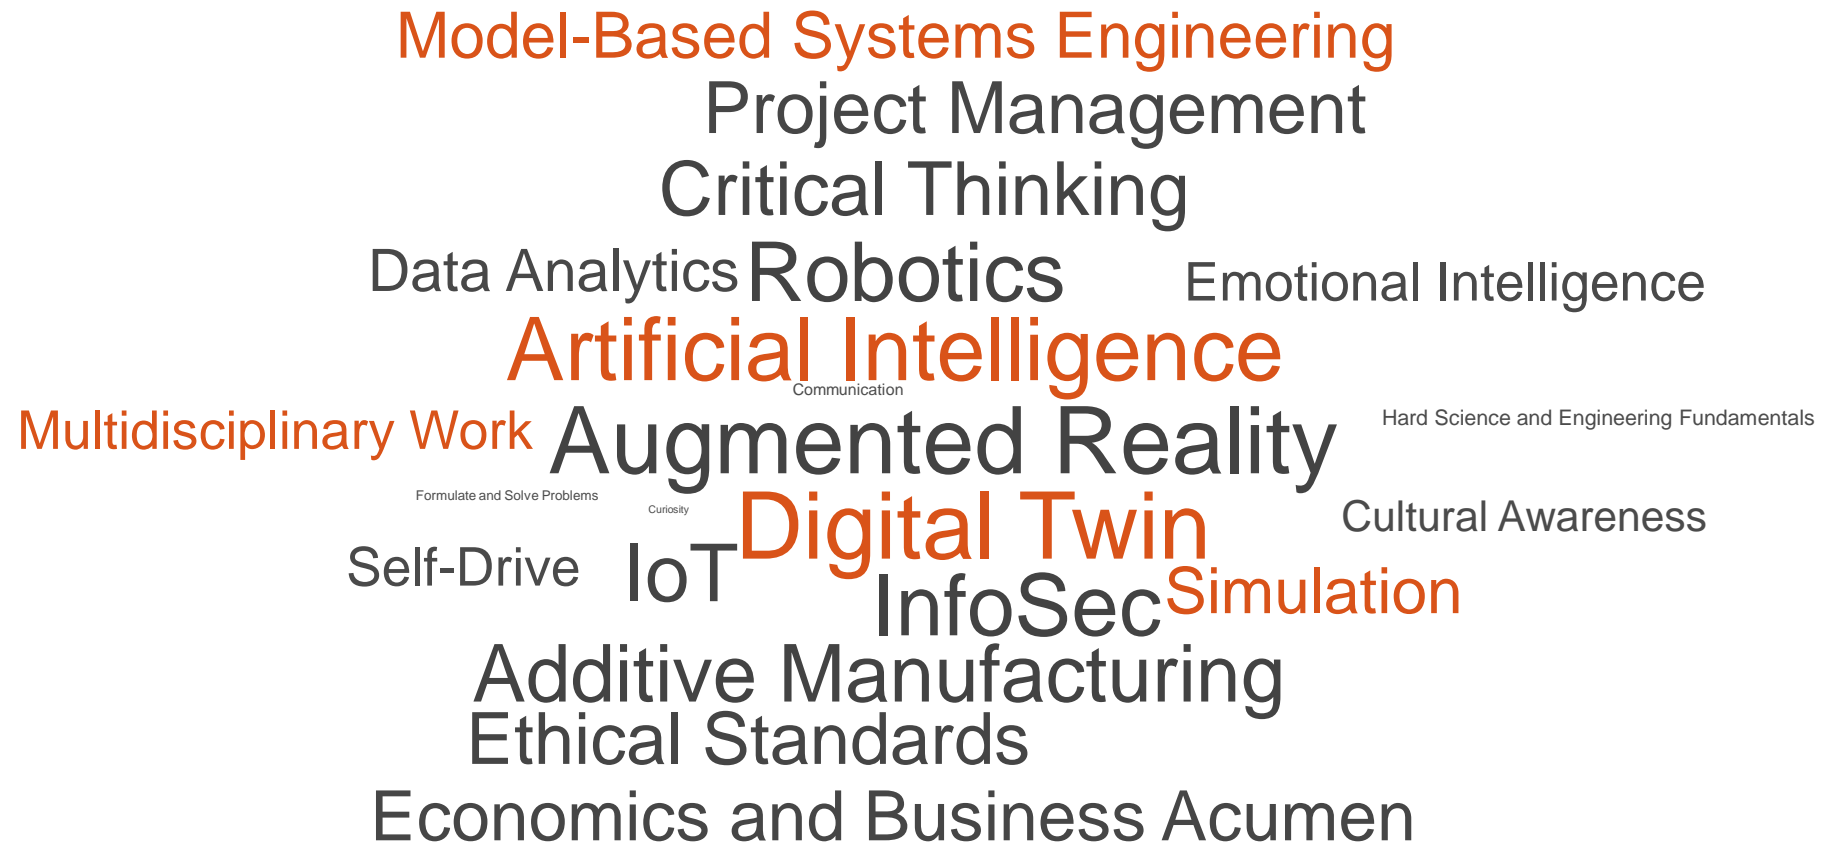 Model-Based Systems Engineering
Project Management
Critical Thinking
Data Analytics
Robotics
Emotional Intelligence
Artificial Intelligence
Communication
Multidisciplinary Work
Augmented Reality
Hard Science and Engineering Fundamentals
Formulate and Solve Problems
Curiosity
Digital Twin
Cultural Awareness
Self-Drive
IoT
InfoSec
Simulation
Additive Manufacturing
Ethical Standards
Economics and Business Acumen